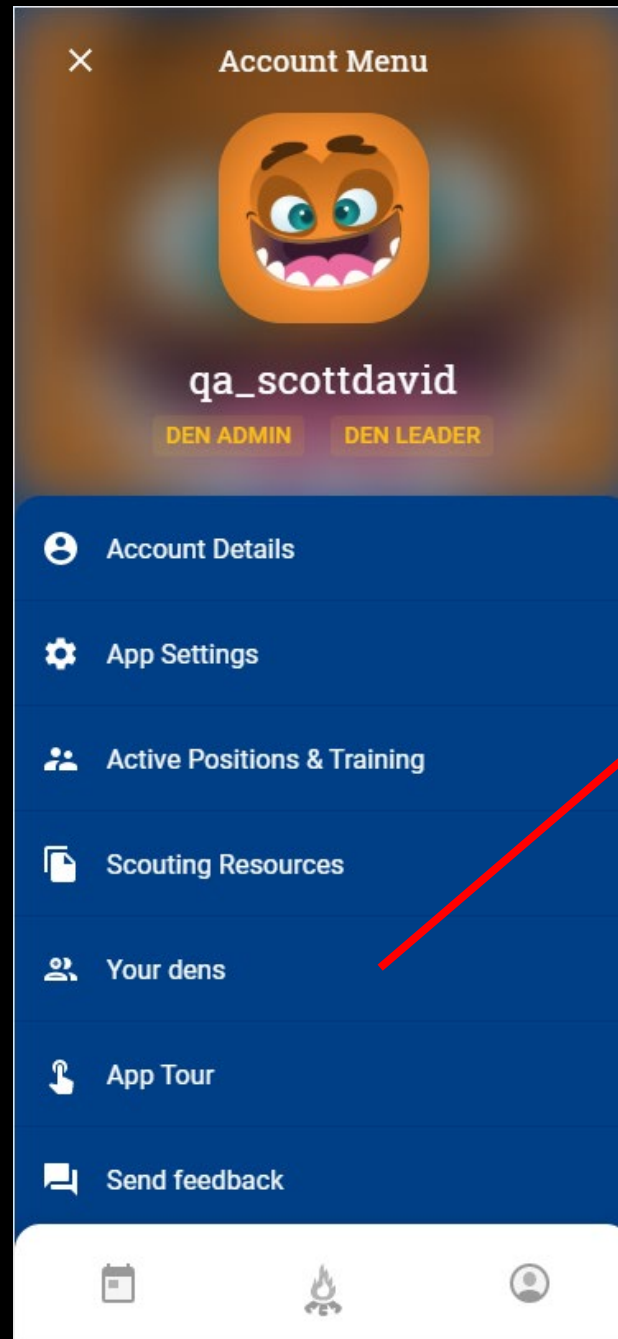 Account Menu
qa_scottdavid
DEN ADMIN DEN LEADER
Account Details
App Settings
Active Positions & Training
Scouting Resources
Your dens
App Tour
Send feedback